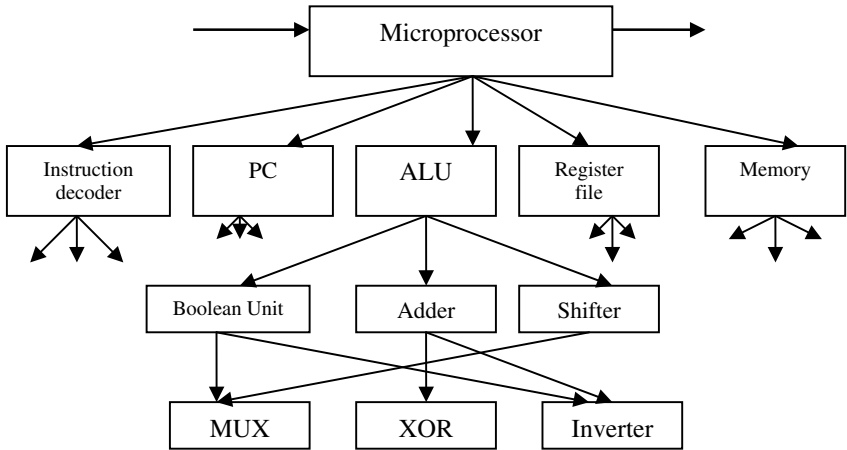 Microprocessor
Instruction
decoder
PC
ALU
Register
file
Memory
Boolean Unit
Adder
Shifter
MUX
XOR
Inverter